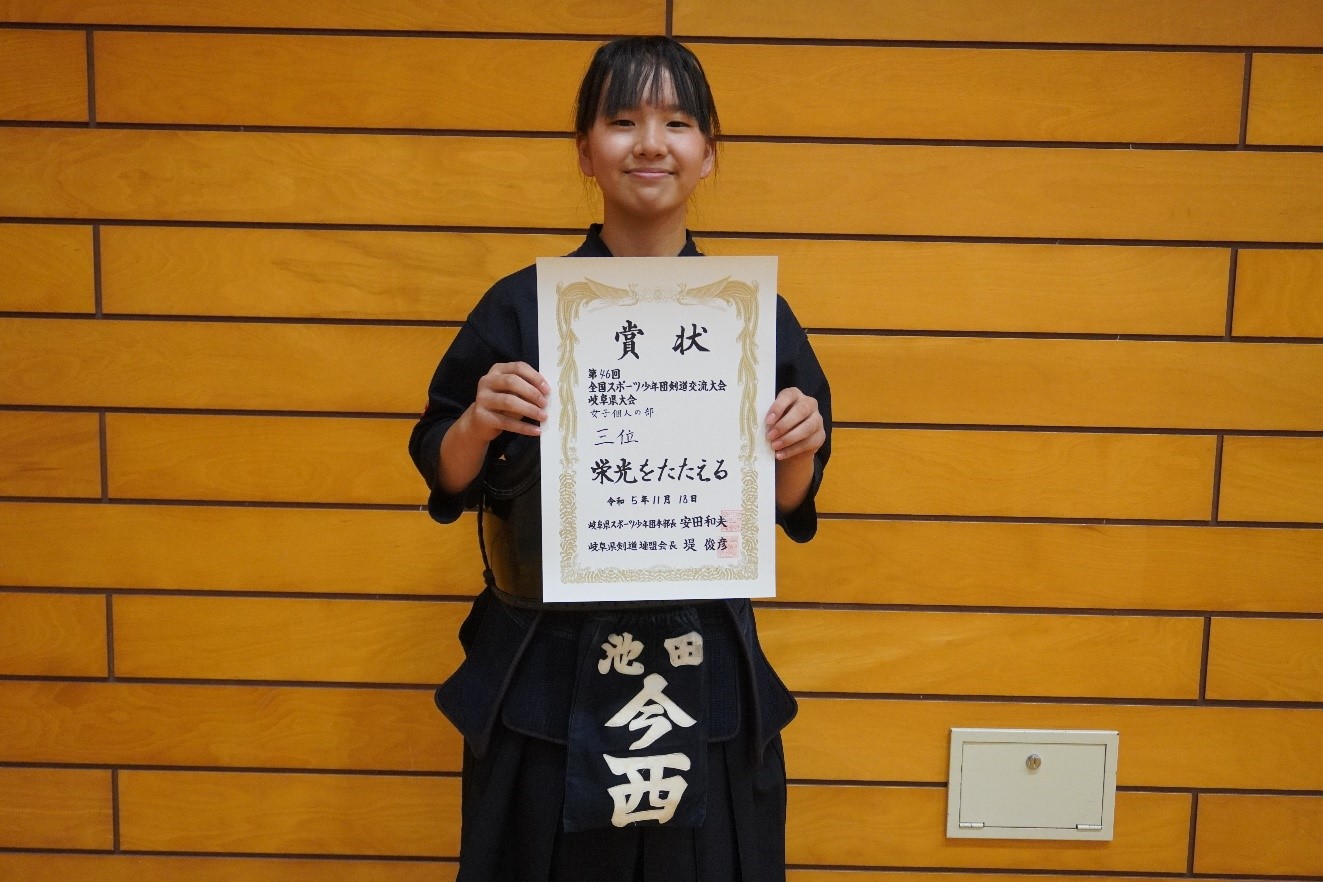 賞状
第46回
全国スポーツ少年団剣道交流大会
岐阜県大会
女子個人の部
三位
栄光をたたえる
令和5年11月18日
岐阜県スポーツ少年団本部長 安田和夫
岐阜県剣道連盟会長 堤 俊彦
池田
今西